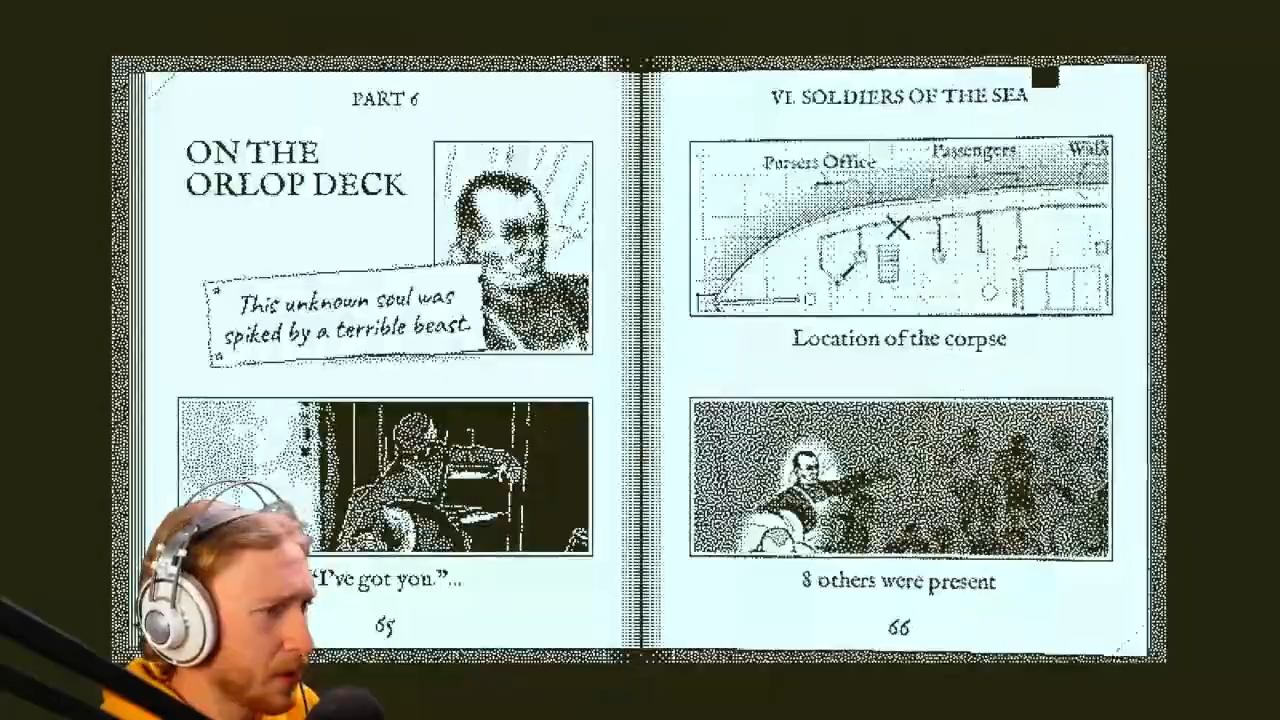 PART 6
ON THE
ORLOP DECK
This unknown soul was
spiked by a terrible beast.
"I've got you."...
65
VI. SOLDIERS OF THE SEA
Pursers Office
Passengers
Walk
Location of the corpse
8 others were present
66